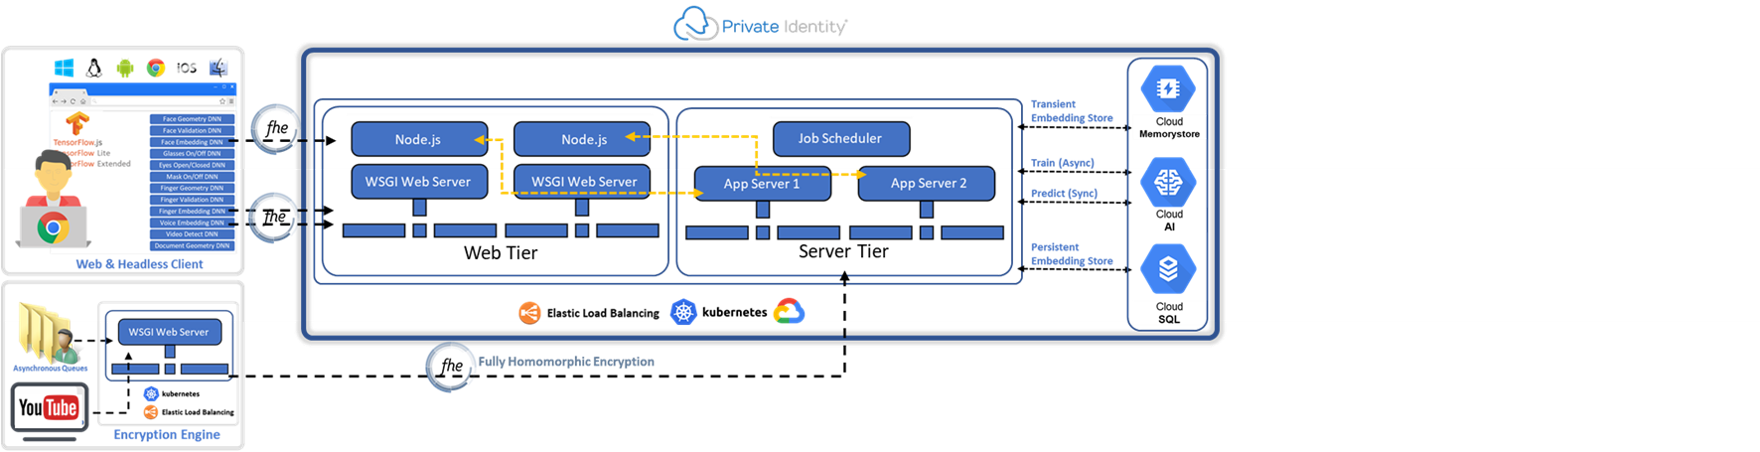 Private Identity
iOS
TensorFlow.js
TensorFlow Lite
TensorFlow Extended
Face Geometry DNN
Face Validation DNN
Face Embedding DNN
Glasses On/Off DNN
Eyes Open/Closed DNN
Mask On/Off DNN
Finger Geometry DNN
Finger Validation DNN
Finger Embedding DNN
Voice Embedding DNN
Video Detect DNN
Document Geometry DNN
Web & Headless Client
fhe
fhe
Node.js
Node.js
WSGI Web Server
WSGI Web Server
Web Tier
Job Scheduler
App Server 1
App Server 2
Server Tier
Elastic Load Balancing
kubernetes
Transient
Embedding Store
Train (Async)
Predict (Sync)
Persistent
Embedding Store
Cloud
Memorystore
Cloud
AI
Cloud
SQL
Asynchronous Queues
YouTube
WSGI Web Server
kubernetes
Elastic Load Balancing
Encryption Engine
fhe
Fully Homomorphic Encryption